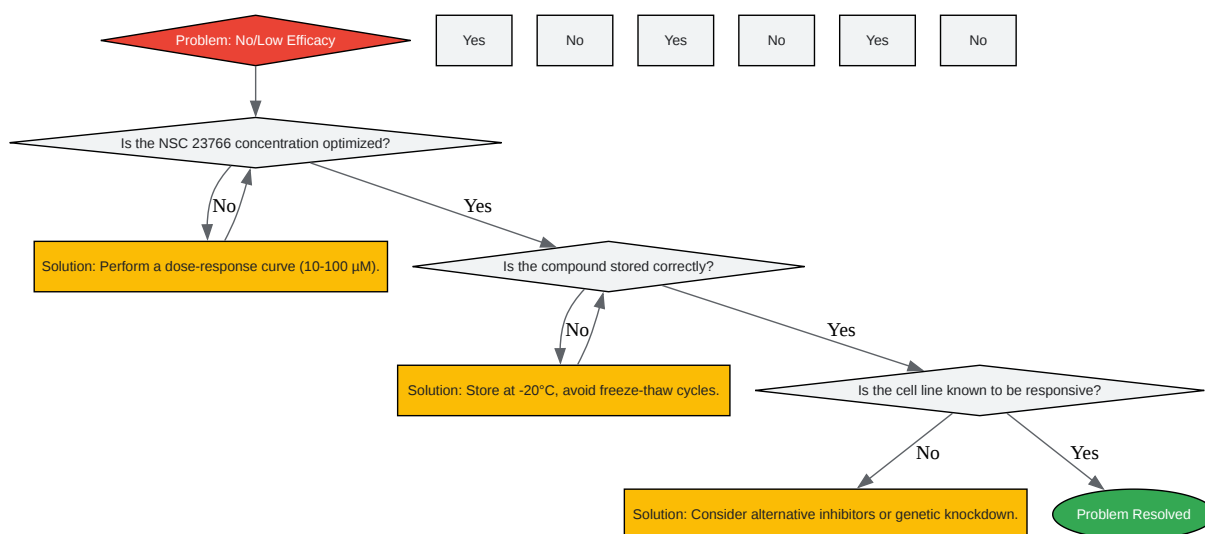 Problem: No/Low Efficacy
Yes
No
Yes
No
Yes
No
Is the NSC 23766 concentration optimized?
No
Yes
Solution: Perform a dose-response curve (10-100 µM).
Is the compound stored correctly?
No
Yes
Solution: Store at -20°C, avoid freeze-thaw cycles.
Is the cell line known to be responsive?
No
Yes
Solution: Consider alternative inhibitors or genetic knockdown.
Problem Resolved